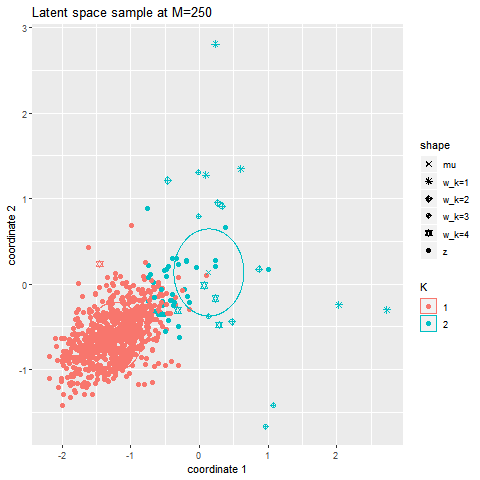 Latent space sample at M=250
3
2
1
0
-1
coordinate 2
-2
-1
0
1
2
coordinate 1
shape
mu
w_k=1
w_k=2
w_k=3
w_k=4
z
K
1
2